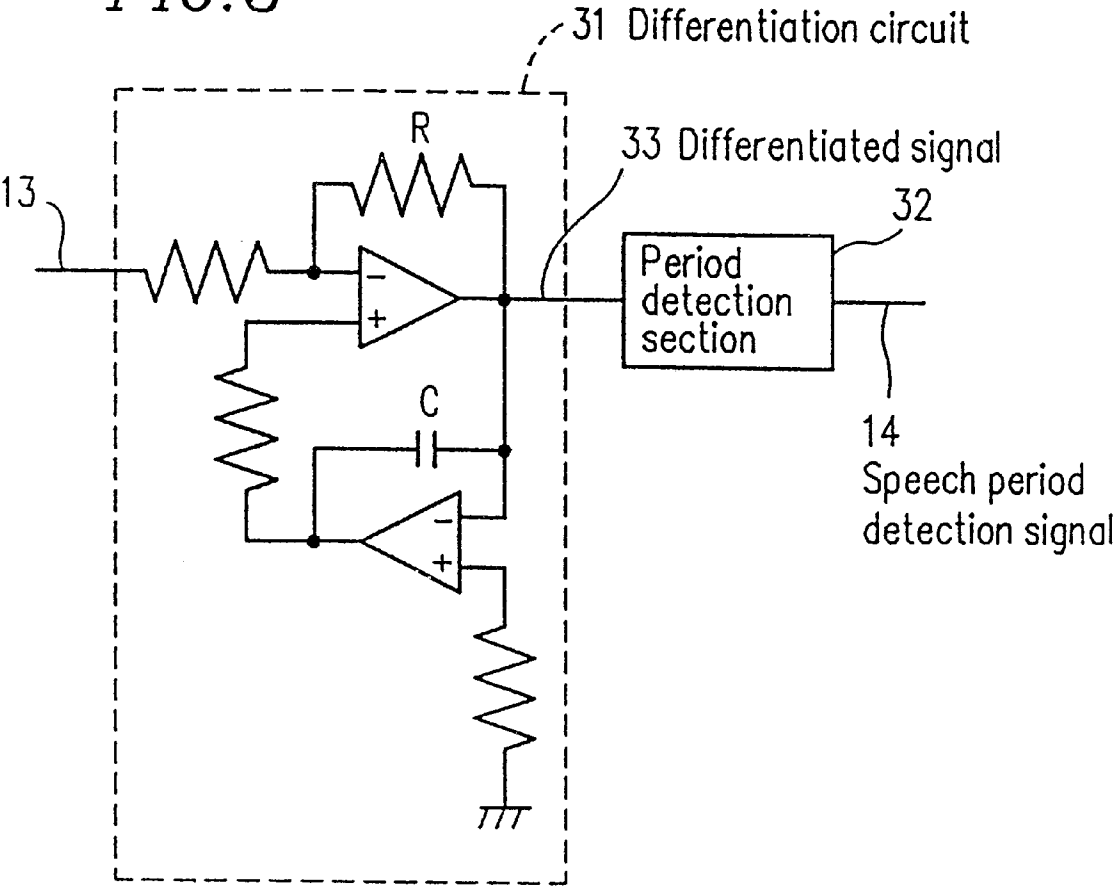 31 Differentiation circuit
R
33 Differentiated signal
13
32
Period
detection
section
−
+
C
14
Speech period
detection signal
−
+